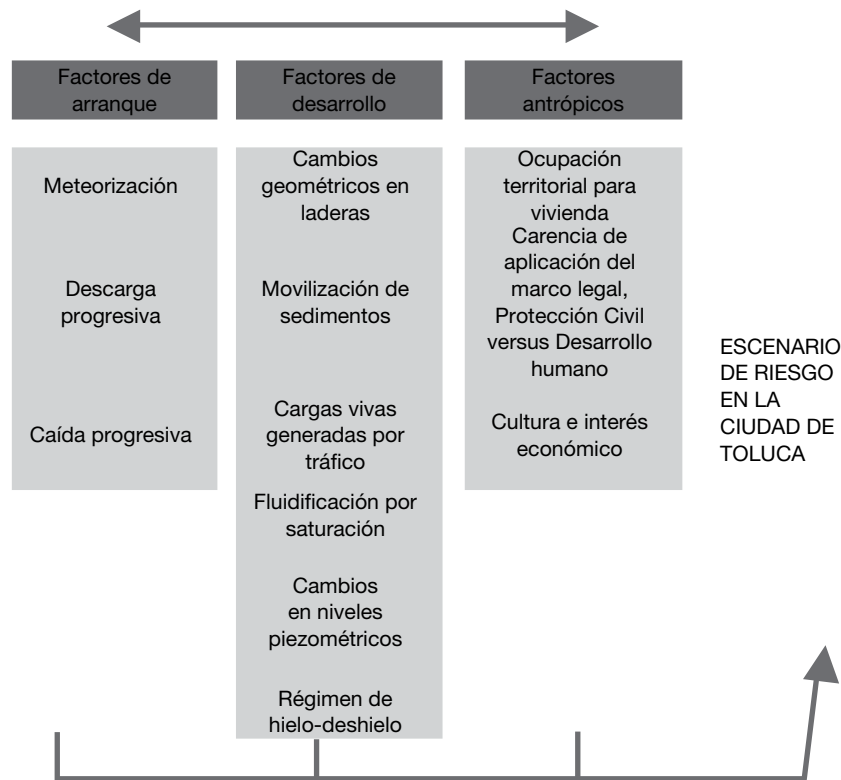 Factores de
arranque
Factores de
desarrollo
Factores
antrópicos
Meteorización
Descarga
progresiva
Caída progresiva
Cambios
geométricos en
laderas
Movilización de
sedimentos
Cargas vivas
generadas por
tráfico
Fluidificación por
saturación
Cambios
en niveles
piezométricos
Régimen de
hielo-deshielo
Ocupación
territorial para
vivienda
Carencia de
aplicación del
marco legal,
Protección Civil
versus Desarrollo
humano
Cultura e interés
económico
ESCENARIO
DE RIESGO
EN LA
CIUDAD DE
TOLUCA